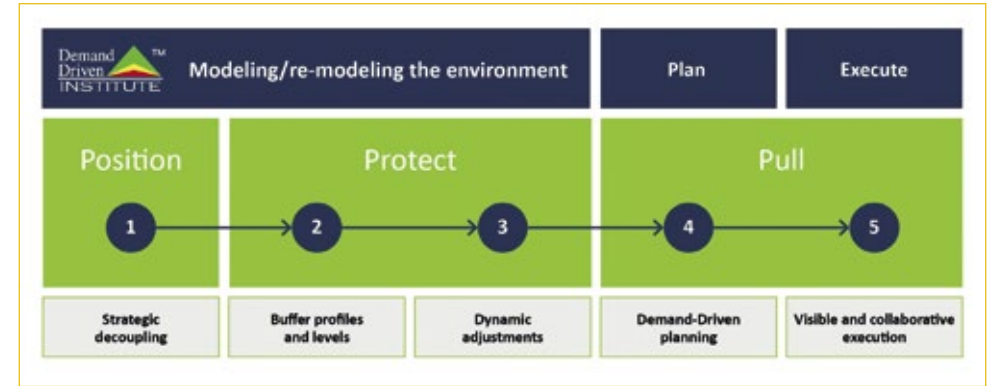 Demand TM
Driven
INSTITUTE
Modeling/re-modeling the environment
Plan
Execute
Position
Protect
Pull
1
2
3
4
5
Strategic
decoupling
Buffer profiles
and levels
Dynamic
adjustments
Demand-Driven
planning
Visible and collaborative
execution